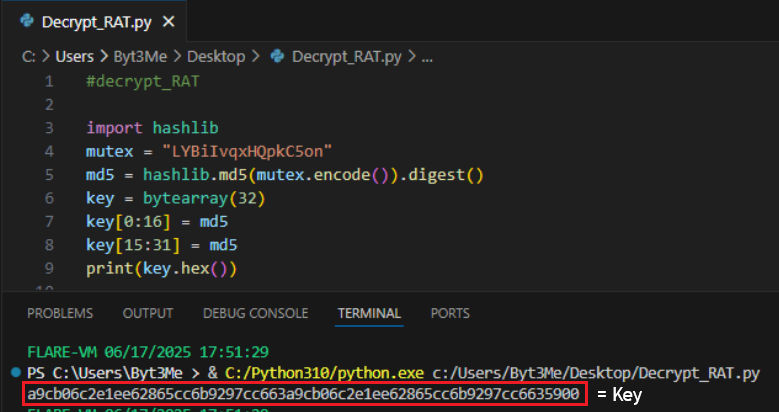 Decrypt_RAT.py ×
C: > Users > Byt3Me > Desktop > Decrypt_RAT.py > ...
1 #decrypt_RAT
2
3 import hashlib
4 mutex = "LYBiIvqxHQpkC5on"
5 md5 = hashlib.md5(mutex.encode()).digest()
6 key = bytearray(32)
7 key[0:16] = md5
8 key[15:31] = md5
9 print(key.hex())
PROBLEMS OUTPUT DEBUG CONSOLE TERMINAL PORTS
FLARE-VM 06/17/2025 17:51:29
PS C:\Users\Byt3Me > & C:/Python310/python.exe c:/Users/Byt3Me/Desktop/Decrypt_RAT.py
a9cb06c2e1ee62865cc6b9297cc663a9cb06c2e1ee62865cc6b9297cc6635900 = Key